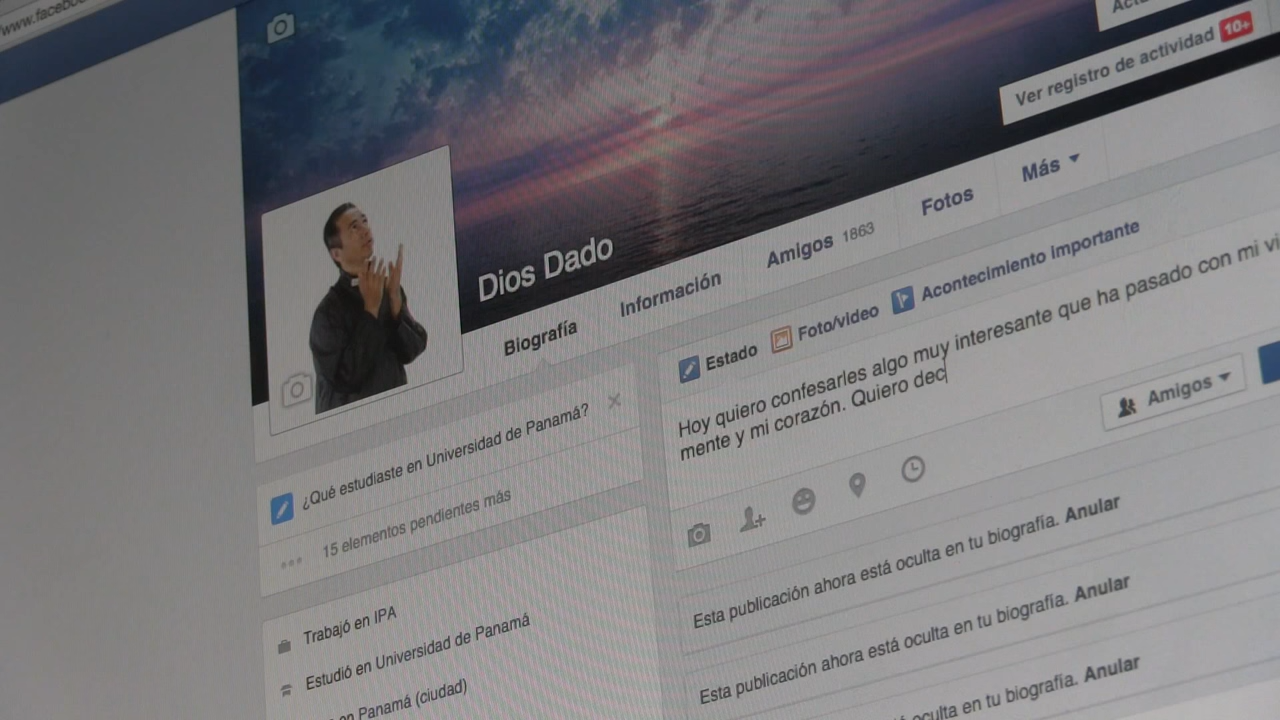 www.facebo
Actu
Ver registro de actividad 10+
Dios Dado
Biografía Información Amigos 1863 Fotos Más
Estado Foto/video Acontecimiento importante
Hoy quiero confesarles algo muy interesante que ha pasado con mi vi
mente y mi corazón. Quiero dec
Amigos
¿Qué estudiaste en Universidad de Panamá?
15 elementos pendientes más
Trabajó en IPA
Estudió en Universidad de Panamá
en Panamá (ciudad)
Esta publicación ahora está oculta en tu biografía. Anular
Esta publicación ahora está oculta en tu biografía. Anular
oculta en tu biografía. Anular